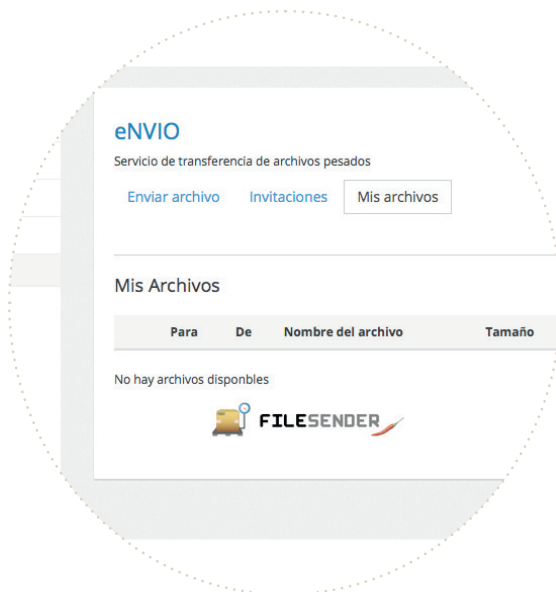 eNVIO
Servicio de transferencia de archivos pesados
Enviar archivo Invitaciones Mis archivos
Mis Archivos
Para De Nombre del archivo Tamaño
No hay archivos disponbles
FILESENDER